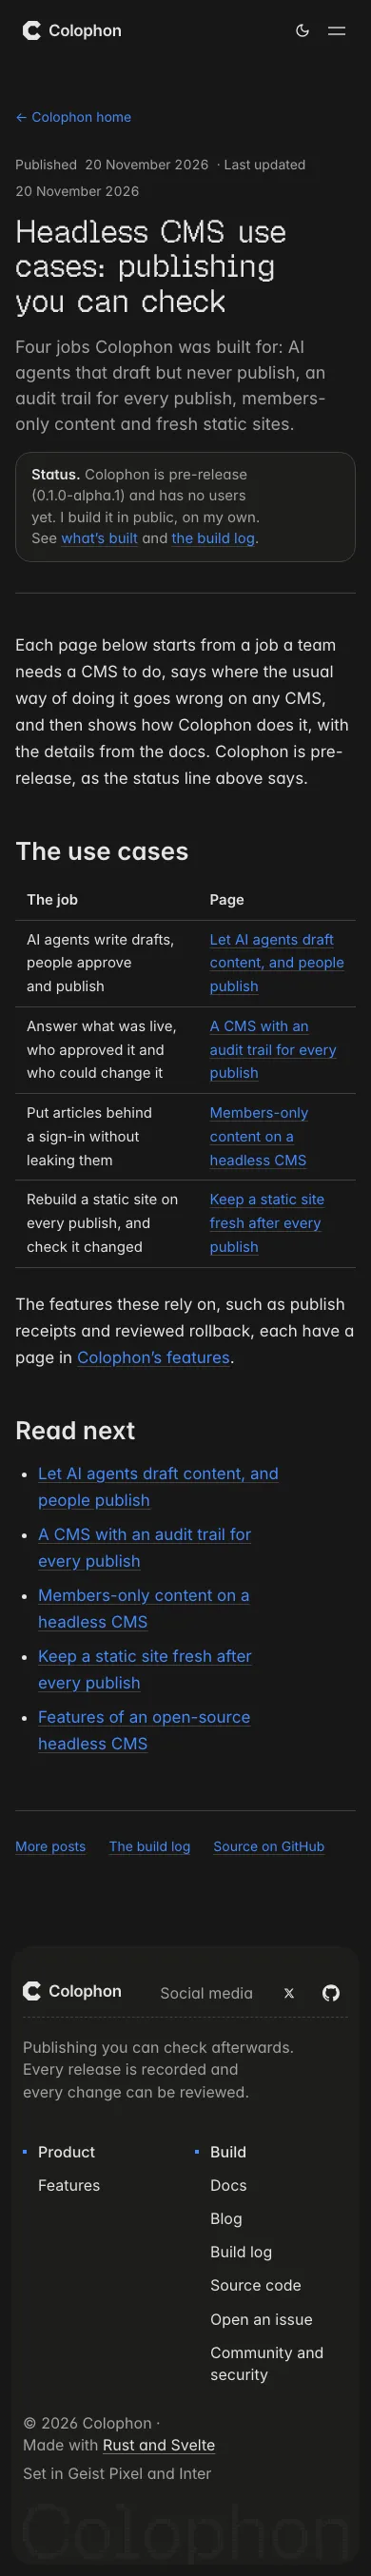 Colophon
← Colophon home
Published 20 November 2026 · Last updated
20 November 2026
Headless CMS use
cases: publishing
you can check
Four jobs Colophon was built for: AI
agents that draft but never publish, an
audit trail for every publish, members-
only content and fresh static sites.
Status. Colophon is pre-release
(0.1.0-alpha.1) and has no users
yet. I build it in public, on my own.
See what's built and the build log.
Each page below starts from a job a team
needs a CMS to do, says where the usual
way of doing it goes wrong on any CMS,
and then shows how Colophon does it, with
the details from the docs. Colophon is pre-
release, as the status line above says.
The use cases
The job Page
AI agents write drafts,
people approve
and publish
Let AI agents draft
content, and people
publish
Answer what was live,
who approved it and
who could change it
A CMS with an
audit trail for every
publish
Put articles behind
a sign-in without
leaking them
Members-only
content on a
headless CMS
Rebuild a static site on
every publish, and
check it changed
Keep a static site
fresh after every
publish
The features these rely on, such as publish
receipts and reviewed rollback, each have a
page in Colophon’s features.
Read next
• Let AI agents draft content, and
people publish
• A CMS with an audit trail for
every publish
• Members-only content on a
headless CMS
• Keep a static site fresh after
every publish
• Features of an open-source
headless CMS
More posts The build log Source on GitHub
Colophon Social media
Publishing you can check afterwards.
Every release is recorded and
every change can be reviewed.
Product
Features
Build
Docs
Blog
Build log
Source code
Open an issue
Community and
security
© 2026 Colophon ·
Made with Rust and Svelte
Set in Geist Pixel and Inter
Colophon